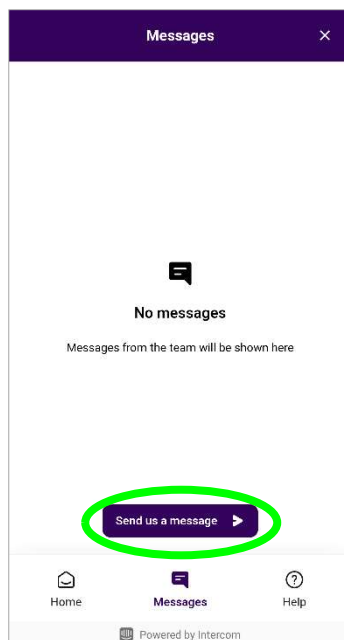 Messages
No messages
Messages from the team will be shown here
Send us a message
Home Messages Help
Powered by Intercom